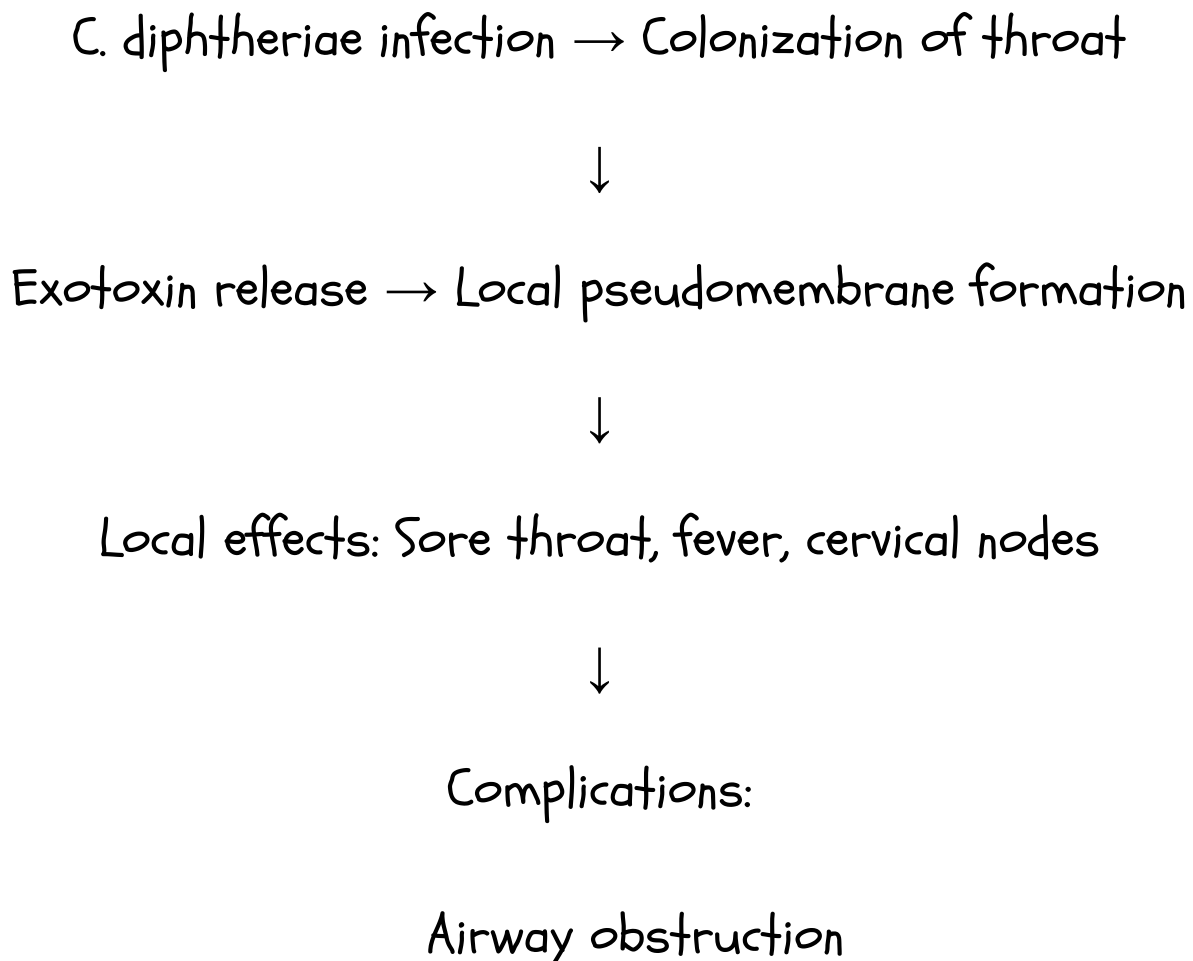 C. diphtheriae infection → Colonization of throat
↓
Exotoxin release → Local pseudomembrane formation
↓
Local effects: Sore throat, fever, cervical nodes
↓
Complications:
Airway obstruction